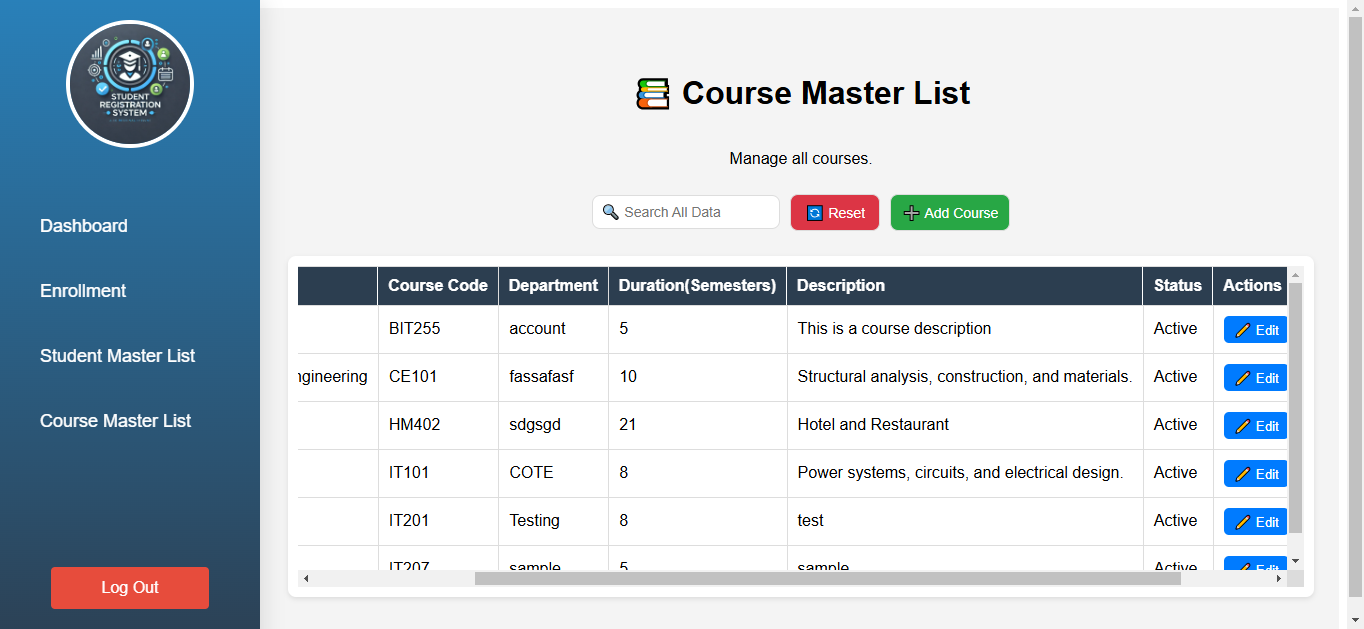 STUDENT
REGISTRATION
SYSTEM
Dashboard
Enrollment
Student Master List
Course Master List
Log Out
Course Master List
Manage all courses.
Search All Data Reset Add Course
Course Code Department Duration(Semesters) Description Status Actions
BIT255 account 5 This is a course description Active Edit
ngineering CE101 fassafasf 10 Structural analysis, construction, and materials. Active Edit
HM402 sdgsgd 21 Hotel and Restaurant Active Edit
IT101 COTE 8 Power systems, circuits, and electrical design. Active Edit
IT201 Testing 8 test Active Edit
IT207 sample 5 sample Active Edit